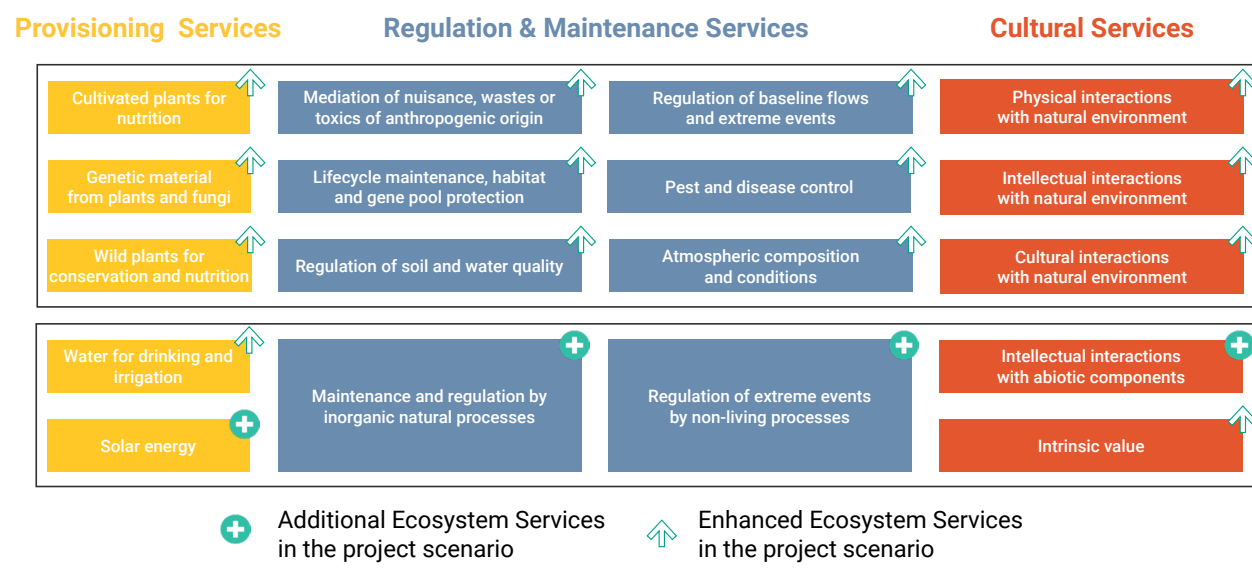 Provisioning Services
Regulation & Maintenance Services
Cultural Services
Cultivated plants for
nutrition
Mediation of nuisance, wastes or
toxics of anthropogenic origin
Regulation of baseline flows
and extreme events
Physical interactions
with natural environment
Genetic material
from plants and fungi
Lifecycle maintenance, habitat
and gene pool protection
Pest and disease control
Intellectual interactions
with natural environment
Wild plants for
conservation and nutrition
Regulation of soil and water quality
Atmospheric composition
and conditions
Cultural interactions
with natural environment
Water for drinking and
irrigation
Maintenance and regulation by
inorganic natural processes
Regulation of extreme events
by non-living processes
Intellectual interactions
with abiotic components
Solar energy
Intrinsic value
Additional Ecosystem Services
in the project scenario
Enhanced Ecosystem Services
in the project scenario